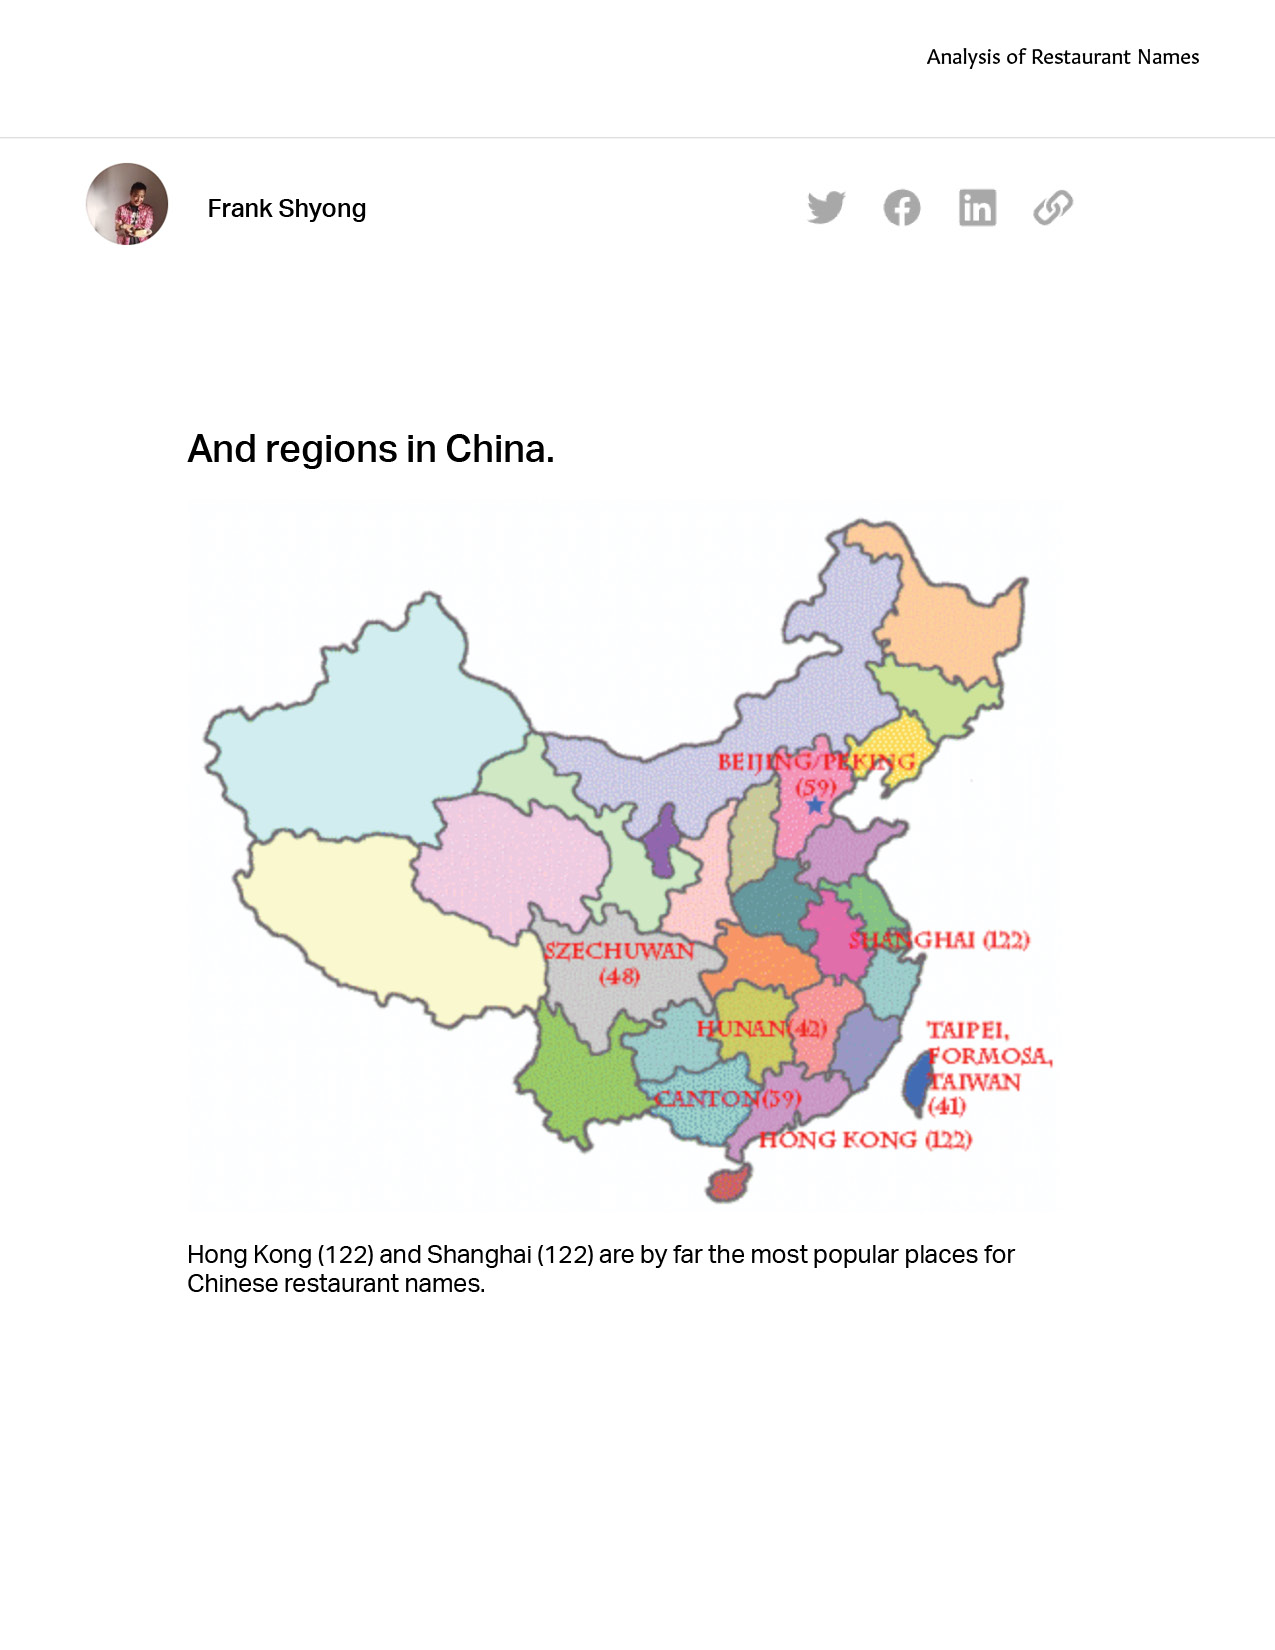 Analysis of Restaurant Names
Frank Shyong
in
And regions in China.
BEIJING/PEKING
(59)
SHANGHAI (122)
SZECHUWAN
(48)
HUNAN(42)
TAIPEI,
FORMOSA,
TAIWAN
(41)
CANTON(39)
HONG KONG (122)
Hong Kong (122) and Shanghai (122) are by far the most popular places for
Chinese restaurant names.